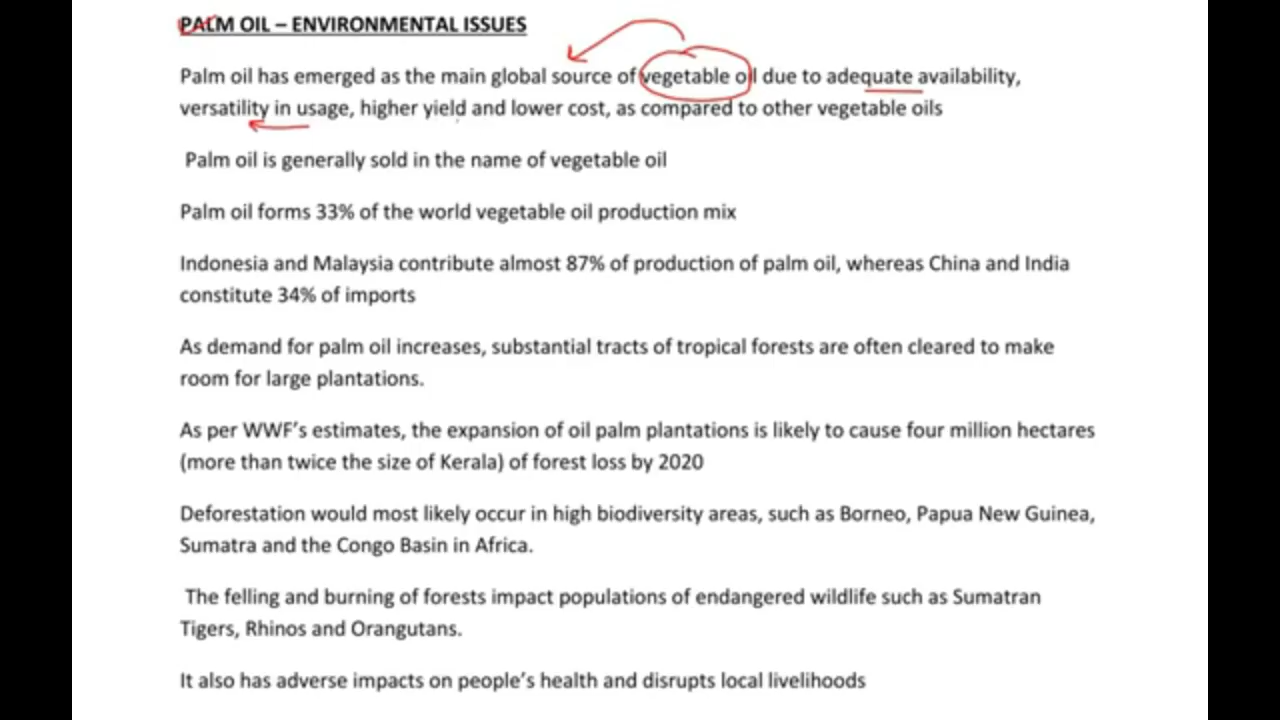 PALM OIL – ENVIRONMENTAL ISSUES
Palm oil has emerged as the main global source of vegetable oil due to adequate availability,
versatility in usage, higher yield and lower cost, as compared to other vegetable oils
Palm oil is generally sold in the name of vegetable oil
Palm oil forms 33% of the world vegetable oil production mix
Indonesia and Malaysia contribute almost 87% of production of palm oil, whereas China and India
constitute 34% of imports
As demand for palm oil increases, substantial tracts of tropical forests are often cleared to make
room for large plantations.
As per WWF’s estimates, the expansion of oil palm plantations is likely to cause four million hectares
(more than twice the size of Kerala) of forest loss by 2020
Deforestation would most likely occur in high biodiversity areas, such as Borneo, Papua New Guinea,
Sumatra and the Congo Basin in Africa.
The felling and burning of forests impact populations of endangered wildlife such as Sumatran
Tigers, Rhinos and Orangutans.
It also has adverse impacts on people’s health and disrupts local livelihoods